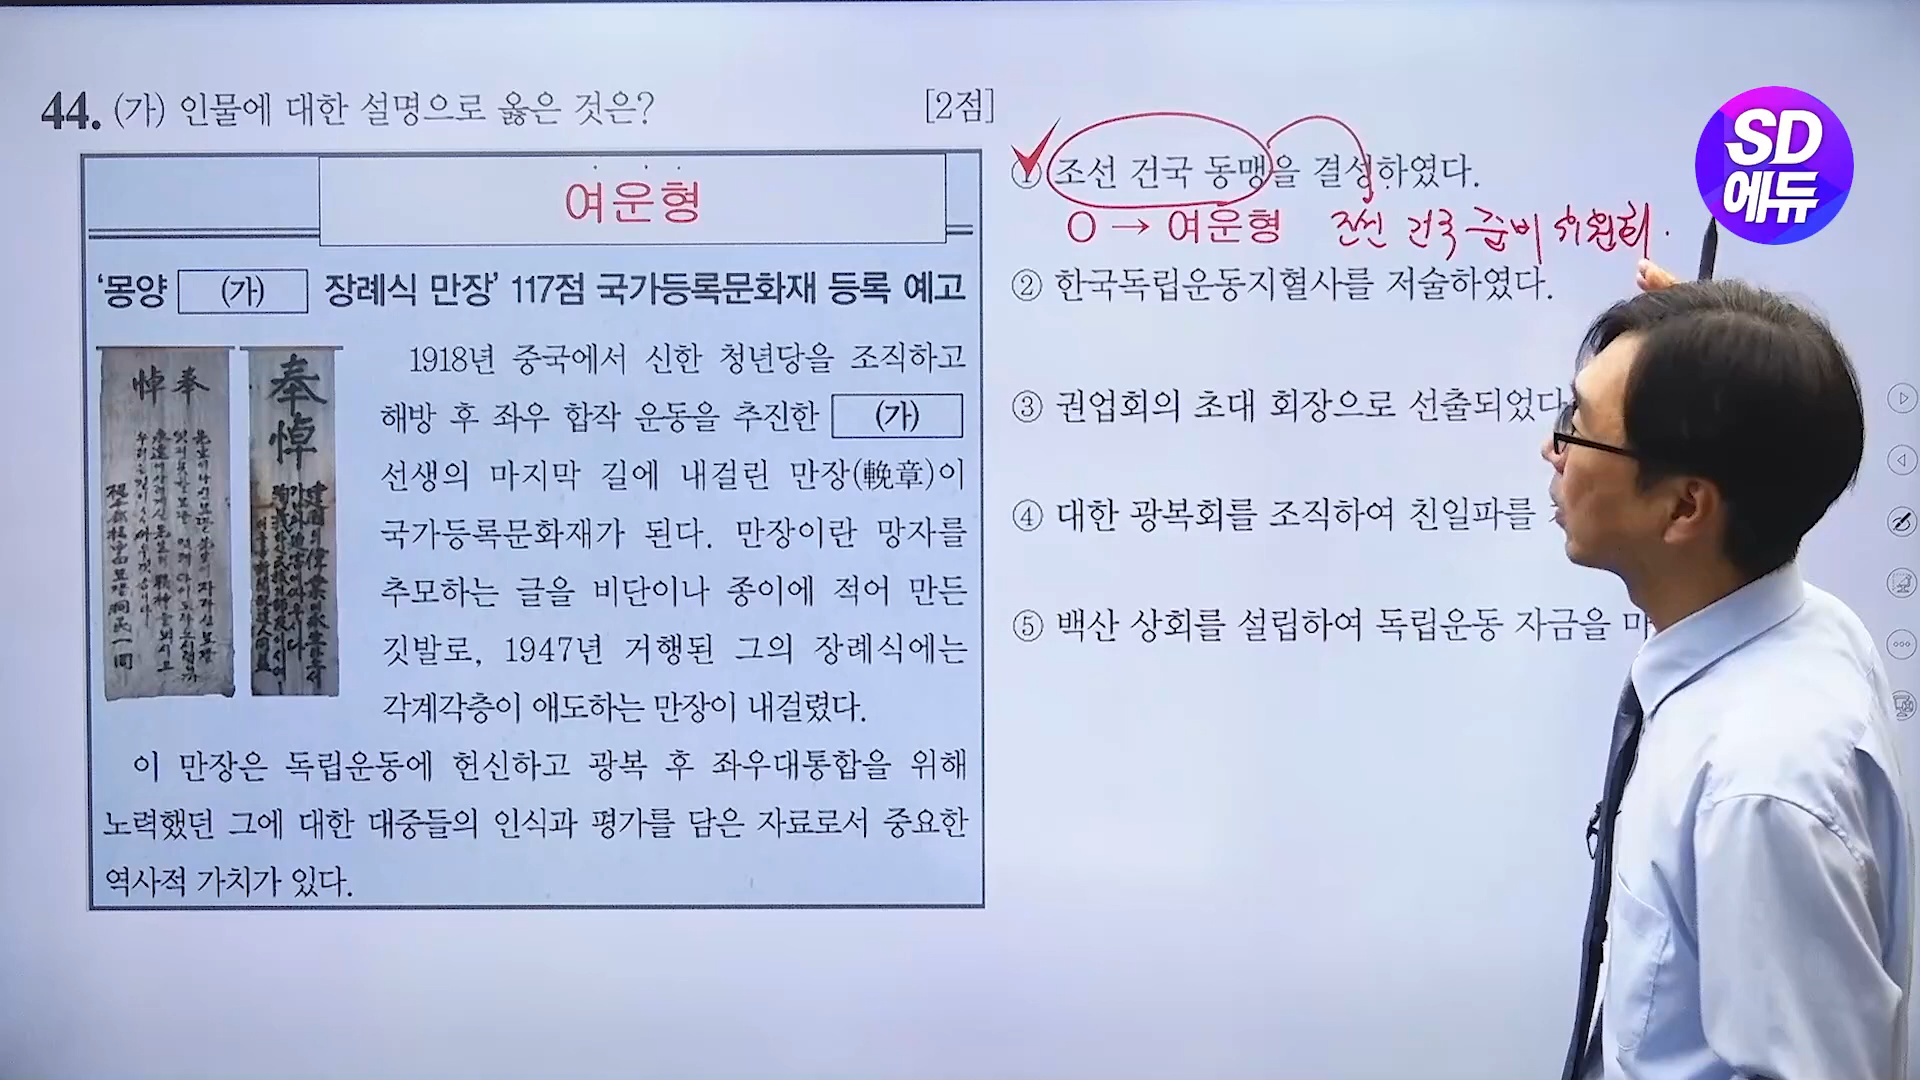 44. (가) 인물에 대한 설명으로 옳은 것은? [2점]
여운형
'몽양 (가) 장례식 만장' 117점 국가등록문화재 등록 예고
奉悼
奉悼
1918년 중국에서 신한 청년당을 조직하고
해방 후 좌우 합작 운동을 추진한 (가)
선생의 마지막 길에 내걸린 만장(輓章)이
국가등록문화재가 된다. 만장이란 망자를
추모하는 글을 비단이나 종이에 적어 만든
깃발로, 1947년 거행된 그의 장례식에는
각계각층이 애도하는 만장이 내걸렸다.
이 만장은 독립운동에 헌신하고 광복 후 좌우대통합을 위해
노력했던 그에 대한 대중들의 인식과 평가를 담은 자료로서 중요한
역사적 가치가 있다.
① 조선 건국 동맹을 결성하였다.
O → 여운형 조선 건국 준비 위원회.
② 한국독립운동지혈사를 저술하였다.
③ 권업회의 초대 회장으로 선출되었다
④ 대한 광복회를 조직하여 친일파를
⑤ 백산 상회를 설립하여 독립운동 자금을 마
SD
에듀